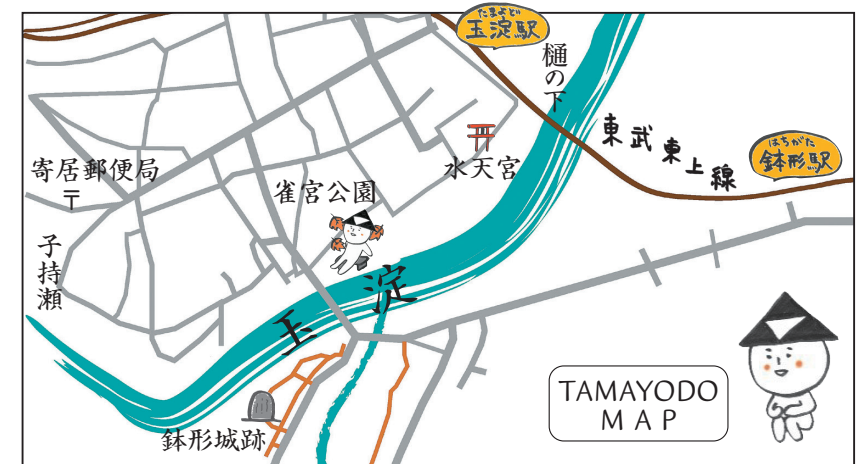 たまよど
玉淀駅
樋の下
東武東上線
はちがた
鉢形駅
水天宮
寄居郵便局
〒
雀宮公園
子持瀬
玉淀
鉢形城跡
TAMAYODO
MAP